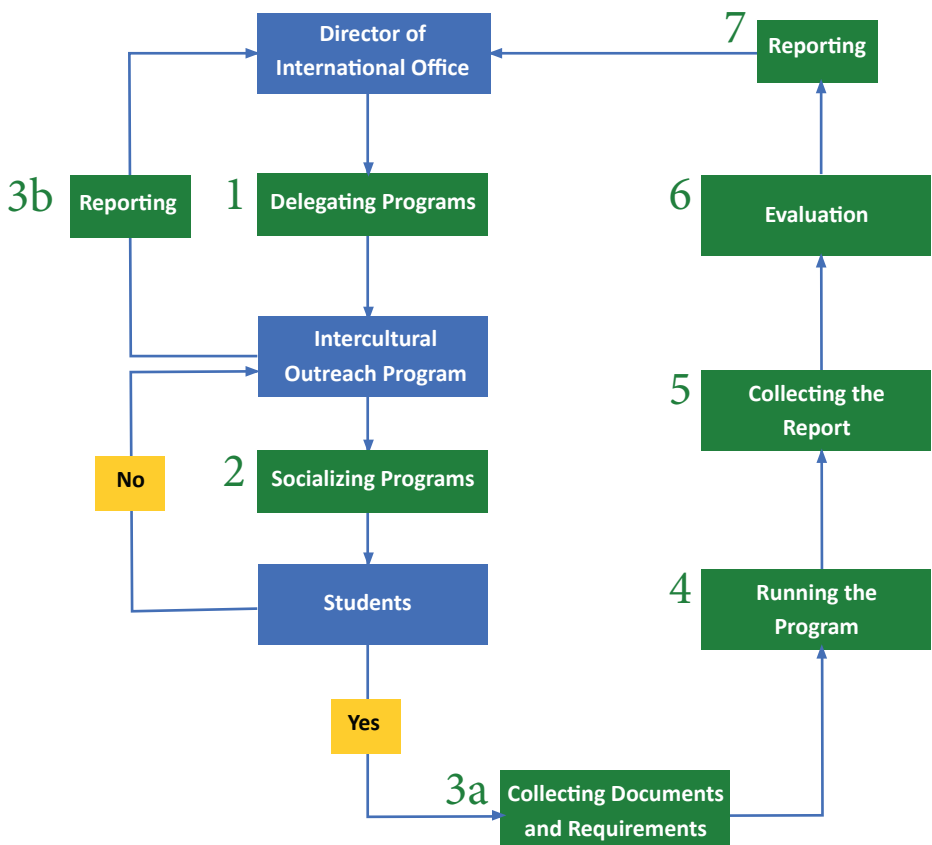 Director of
International Office
7
Reporting
3b
Reporting
1
Delegating Programs
6
Evaluation
Intercultural
Outreach Program
5
Collecting the
Report
No
2
Socializing Programs
Students
4
Running the
Program
Yes
3a
Collecting Documents
and Requirements